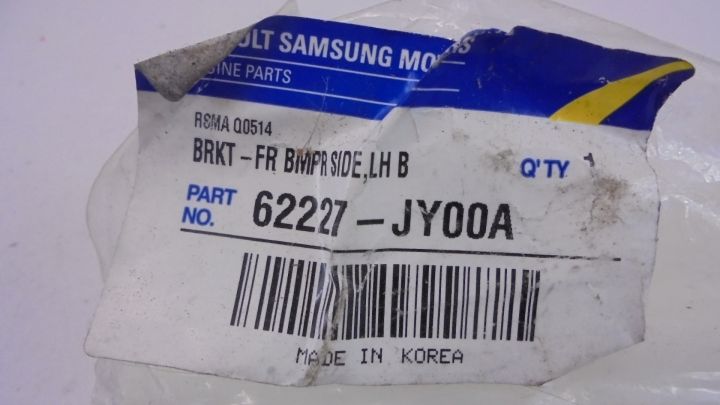 ULT SAMSUNG MO
INE PARTS
RSMA Q0514
BRKT-FR BMPR SIDE,LH B
Q'TY 1
PART NO. 62227-JY00A
MADE IN KOREA